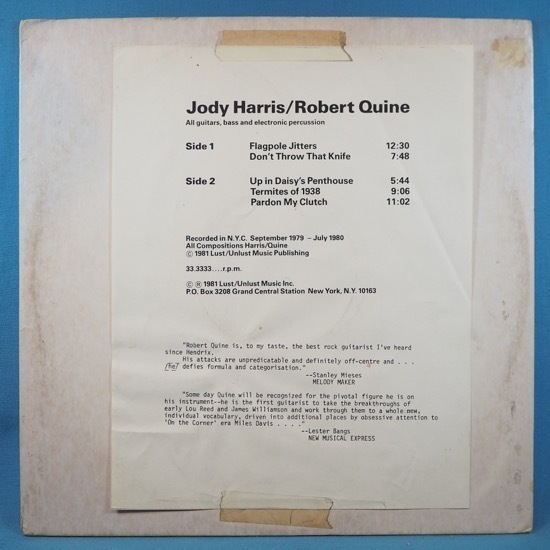 Jody Harris/Robert Quine
All guitars, bass and electronic percussion
Side 1 Flagpole Jitters 12:30
Don't Throw That Knife 7:48
Side 2 Up in Daisy's Penthouse 5:44
Termites of 1938 9:06
Pardon My Clutch 11:02
Recorded in N.Y.C. September 1979 – July 1980
All Compositions Harris/Quine
© 1981 Lust/Unlust Music Publishing
33.3333....r.p.m.
© ℗ 1981 Lust/Unlust Music Inc.
P.O. Box 3208 Grand Central Station New York, N.Y. 10163
"Robert Quine is, to my taste, the best rock guitarist I've heard
since Hendrix.
His attacks are unpredicatable and definitely off-centre and . . .
defies formula and categorisation."
--Stanley Mieses
MELODY MAKER
"Some day Quine will be recognized for the pivotal figure he is on
his instrument--he is the first guitarist to take the breakthroughs of
early Lou Reed and James Williamson and work through them to a whole new,
individual vocabulary, driven into additional places by obsessive attention to
'On the Corner' era Miles Davis . . . ."
--Lester Bangs
NEW MUSICAL EXPRESS